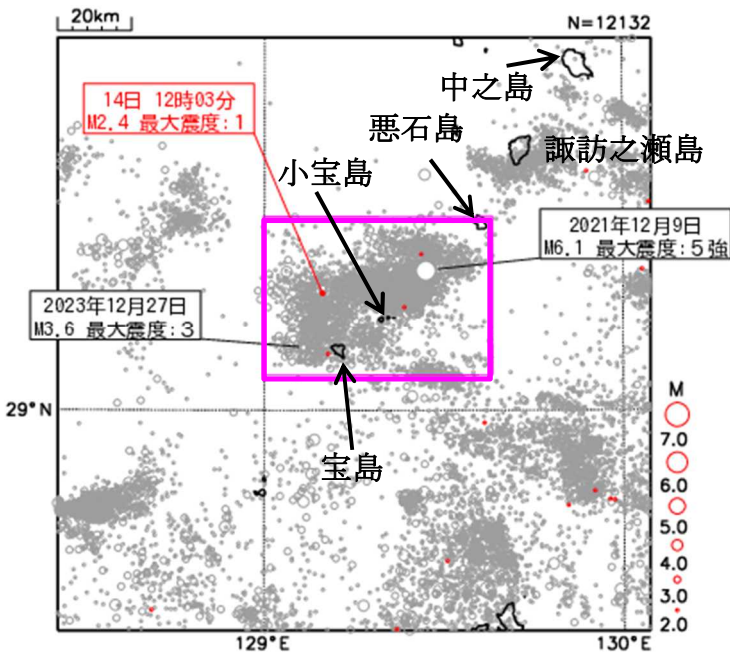 20km
N=12132
中之島
14日 12時03分
M2.4 最大震度:1
悪石島
諏訪之瀬島
小宝島
2021年12月9日
M6.1 最大震度:5強
2023年12月27日
M3.6 最大震度:3
29°N
宝島
M
7.0
6.0
5.0
4.0
3.0
2.0
129°E
130°E